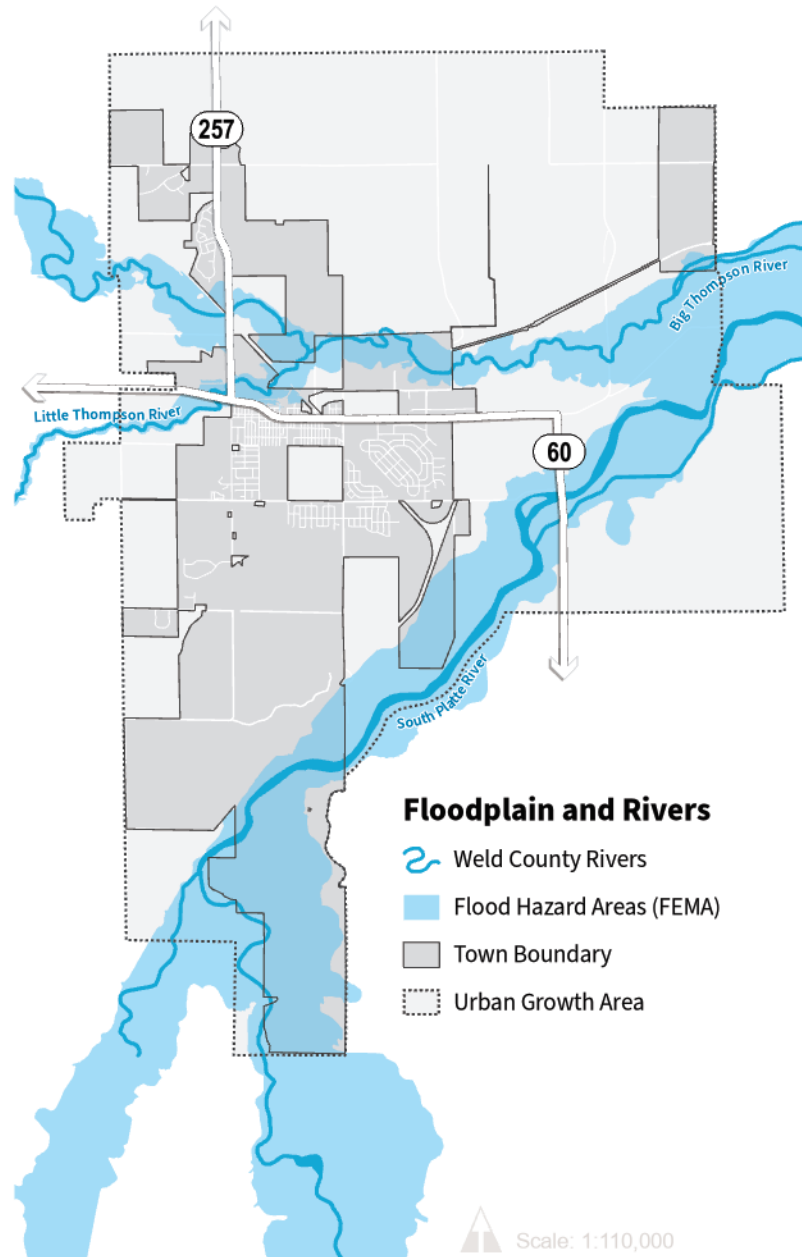 257
Big Thompson River
Little Thompson River
60
South Platte River
Floodplain and Rivers
Weld County Rivers
Flood Hazard Areas (FEMA)
Town Boundary
Urban Growth Area
Scale: 1:110,000